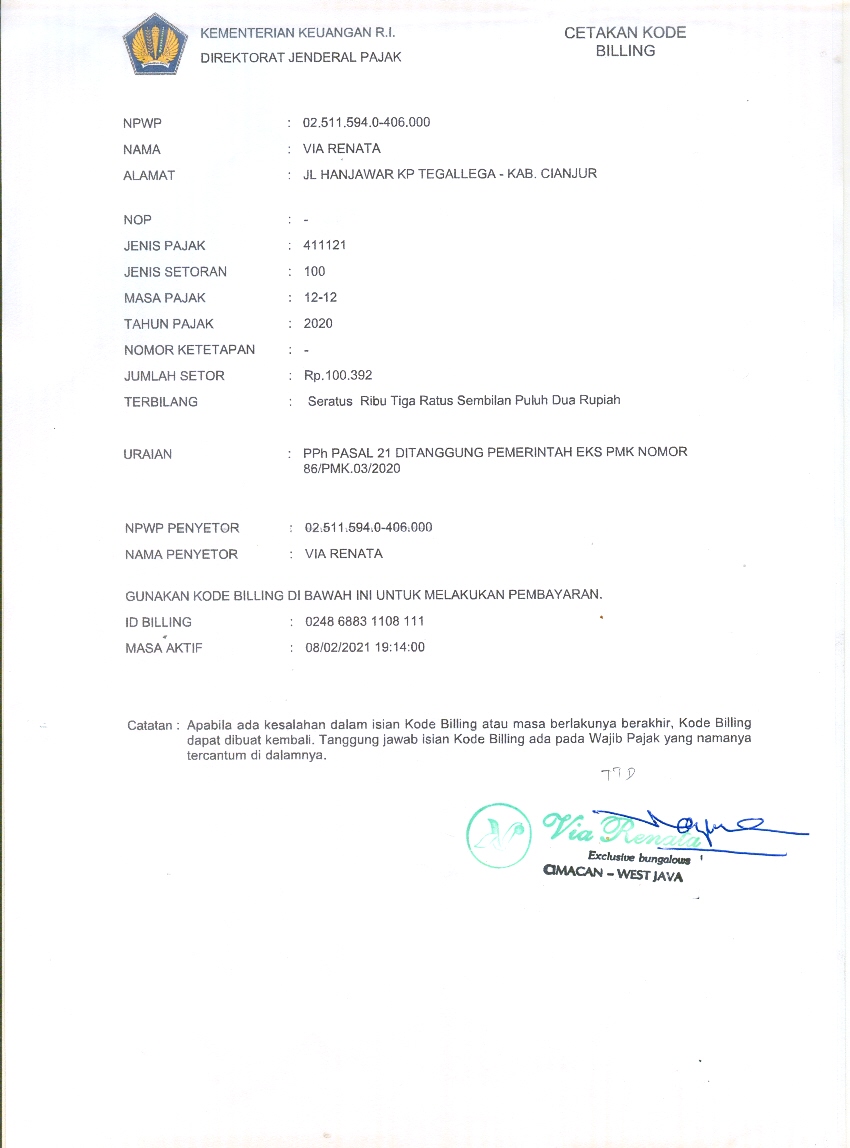 KEMENTERIAN KEUANGAN R.I.
DIREKTORAT JENDERAL PAJAK
CETAKAN KODE
BILLING
NPWP : 02.511.594.0-406.000
NAMA : VIA RENATA
ALAMAT : JL HANJAWAR KP TEGALLEGA - KAB. CIANJUR
NOP : -
JENIS PAJAK : 411121
JENIS SETORAN : 100
MASA PAJAK : 12-12
TAHUN PAJAK : 2020
NOMOR KETETAPAN : -
JUMLAH SETOR : Rp.100.392
TERBILANG : Seratus Ribu Tiga Ratus Sembilan Puluh Dua Rupiah
URAIAN : PPh PASAL 21 DITANGGUNG PEMERINTAH EKS PMK NOMOR
86/PMK.03/2020
NPWP PENYETOR : 02.511.594.0-406.000
NAMA PENYETOR : VIA RENATA
GUNAKAN KODE BILLING DI BAWAH INI UNTUK MELAKUKAN PEMBAYARAN.
ID BILLING : 0248 6883 1108 111
MASA AKTIF : 08/02/2021 19:14:00
Catatan : Apabila ada kesalahan dalam isian Kode Billing atau masa berlakunya berakhir, Kode Billing
dapat dibuat kembali. Tanggung jawab isian Kode Billing ada pada Wajib Pajak yang namanya
tercantum di dalamnya.
TTD
Via Renata
Exclusive bungalows
CIMACAN - WEST JAVA